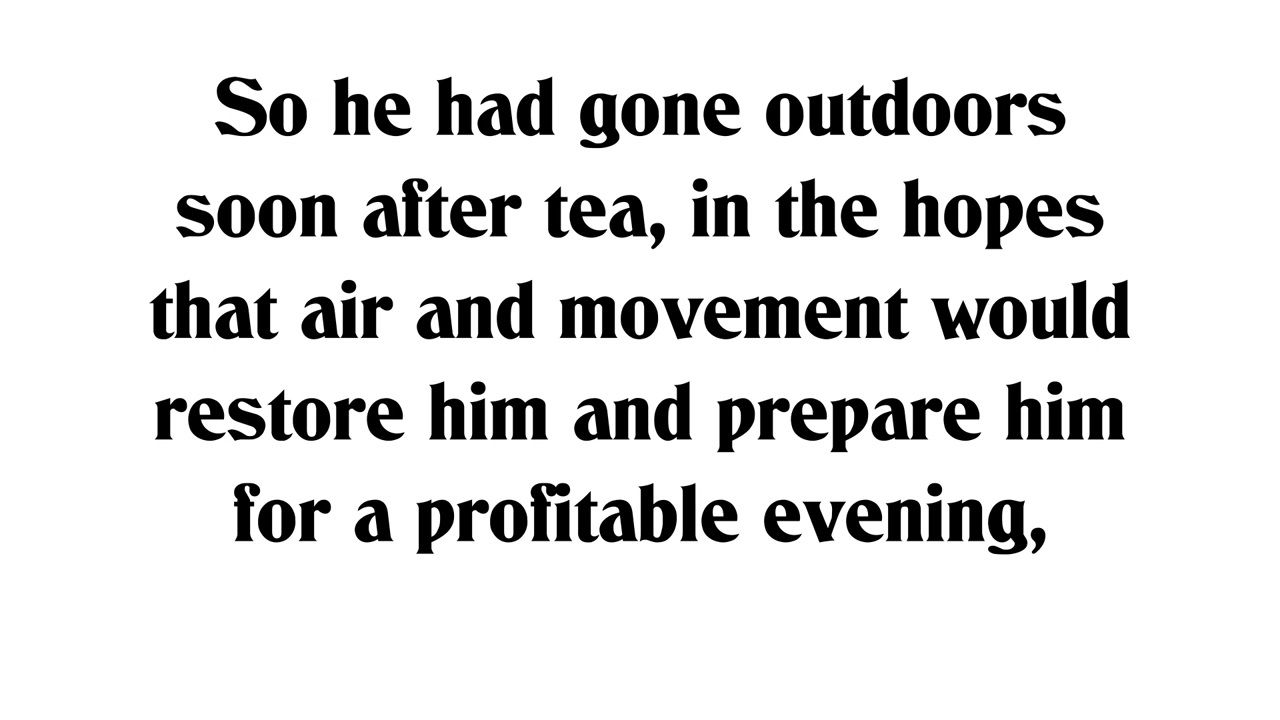 So he had gone outdoors
soon after tea, in the hopes
that air and movement would
restore him and prepare him
for a profitable evening,